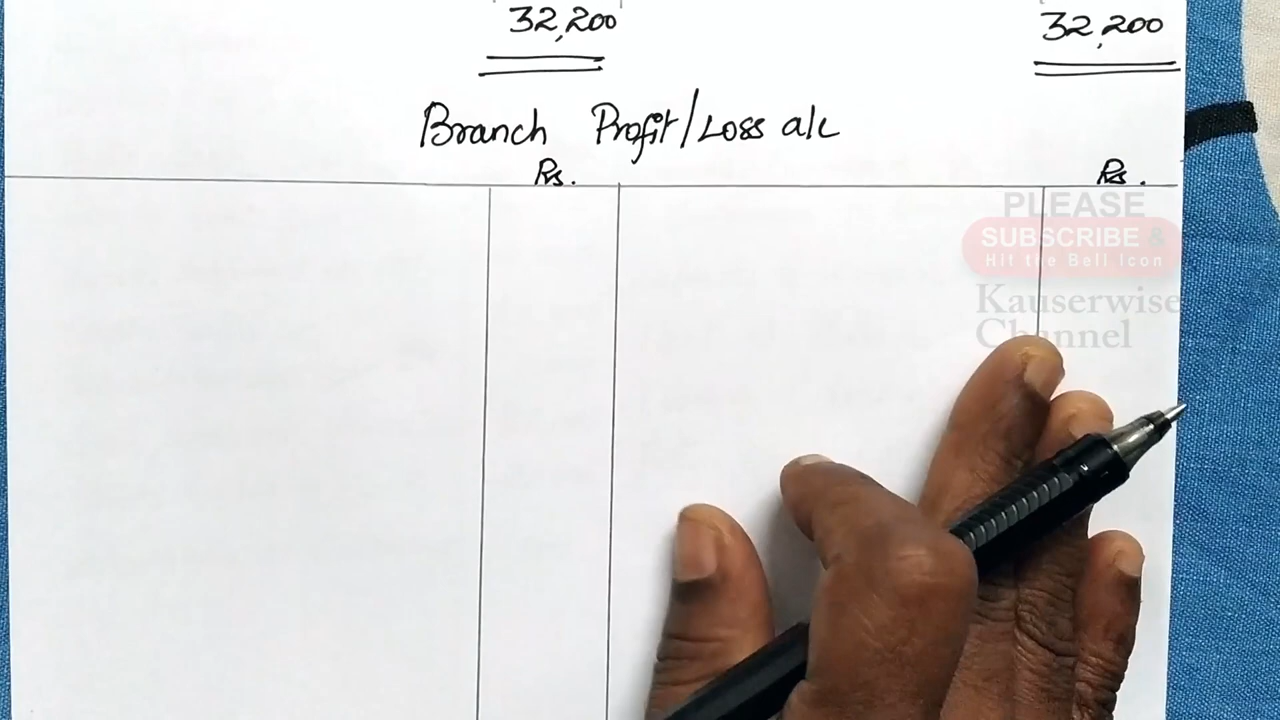 32,200 32,200
Branch Profit/Loss a/c
Rs. Rs.
PLEASE
SUBSCRIBE &
Hit the Bell Icon
Kauserwise
Channel